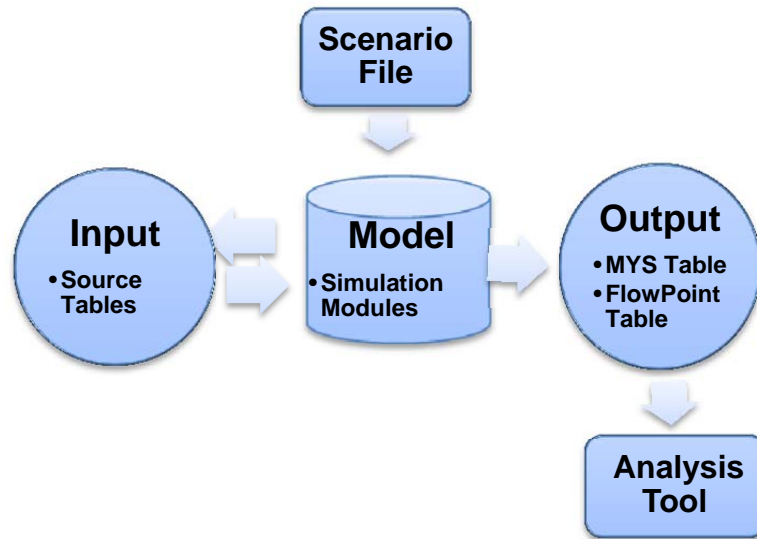 Scenario
File
Input
• Source
Tables
Model
• Simulation
Modules
Output
• MYS Table
• FlowPoint
Table
Analysis
Tool